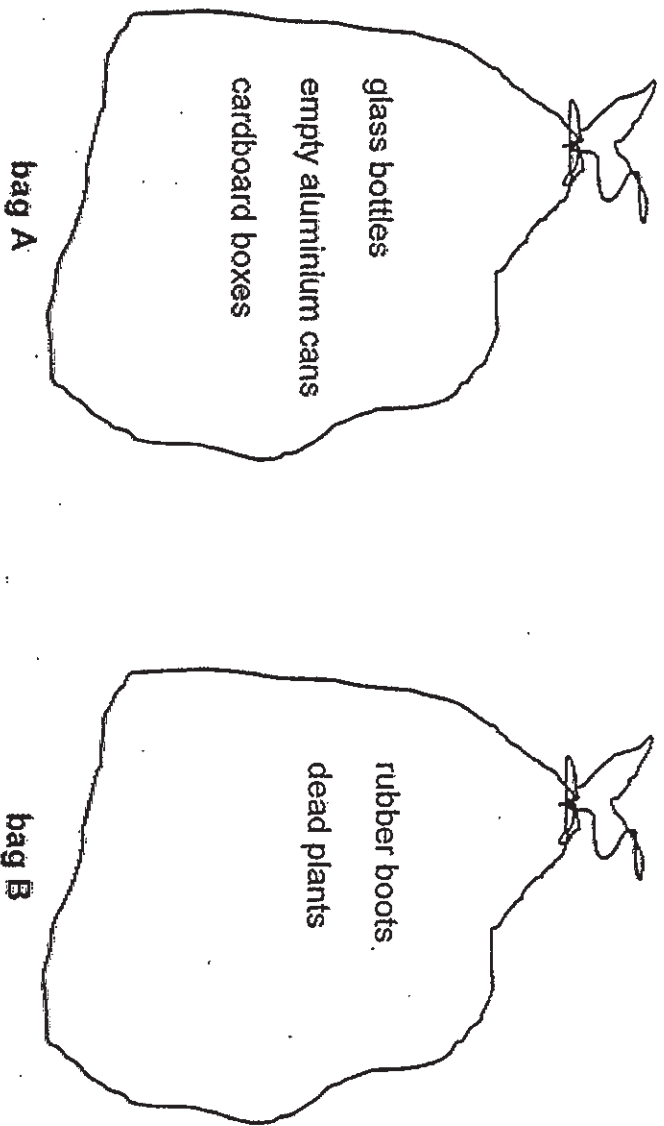 glass bottles
empty aluminium cans
cardboard boxes
bag A
rubber boots
dead plants
bag B